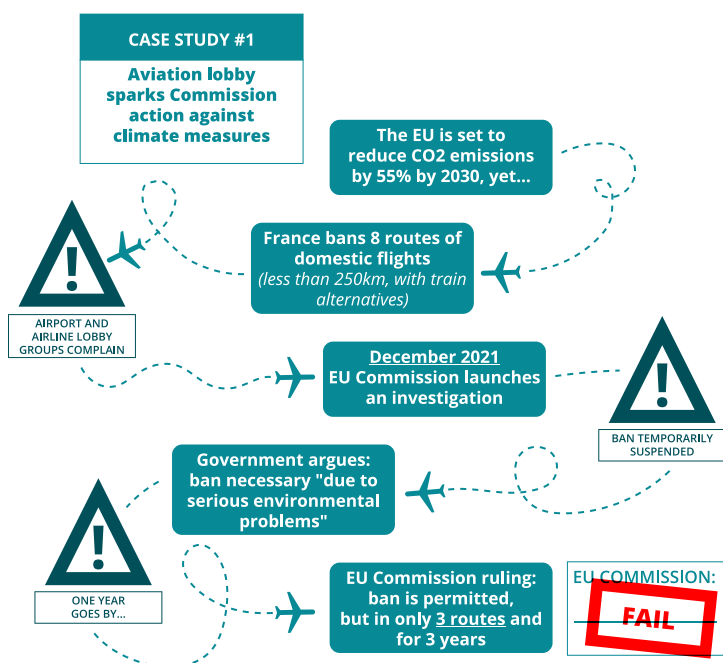 CASE STUDY #1
Aviation lobby
sparks Commission
action against
climate measures
The EU is set to
reduce CO2 emissions
by 55% by 2030, yet...
France bans 8 routes of
domestic flights
(less than 250km, with train
alternatives)
!
AIRPORT AND
AIRLINE LOBBY
GROUPS COMPLAIN
December 2021
EU Commission launches
an investigation
!
BAN TEMPORARILY
SUSPENDED
Government argues:
ban necessary "due to
serious environmental
problems"
!
ONE YEAR
GOES BY...
EU Commission ruling:
ban is permitted,
but in only 3 routes and
for 3 years
EU COMMISSION:
FAIL